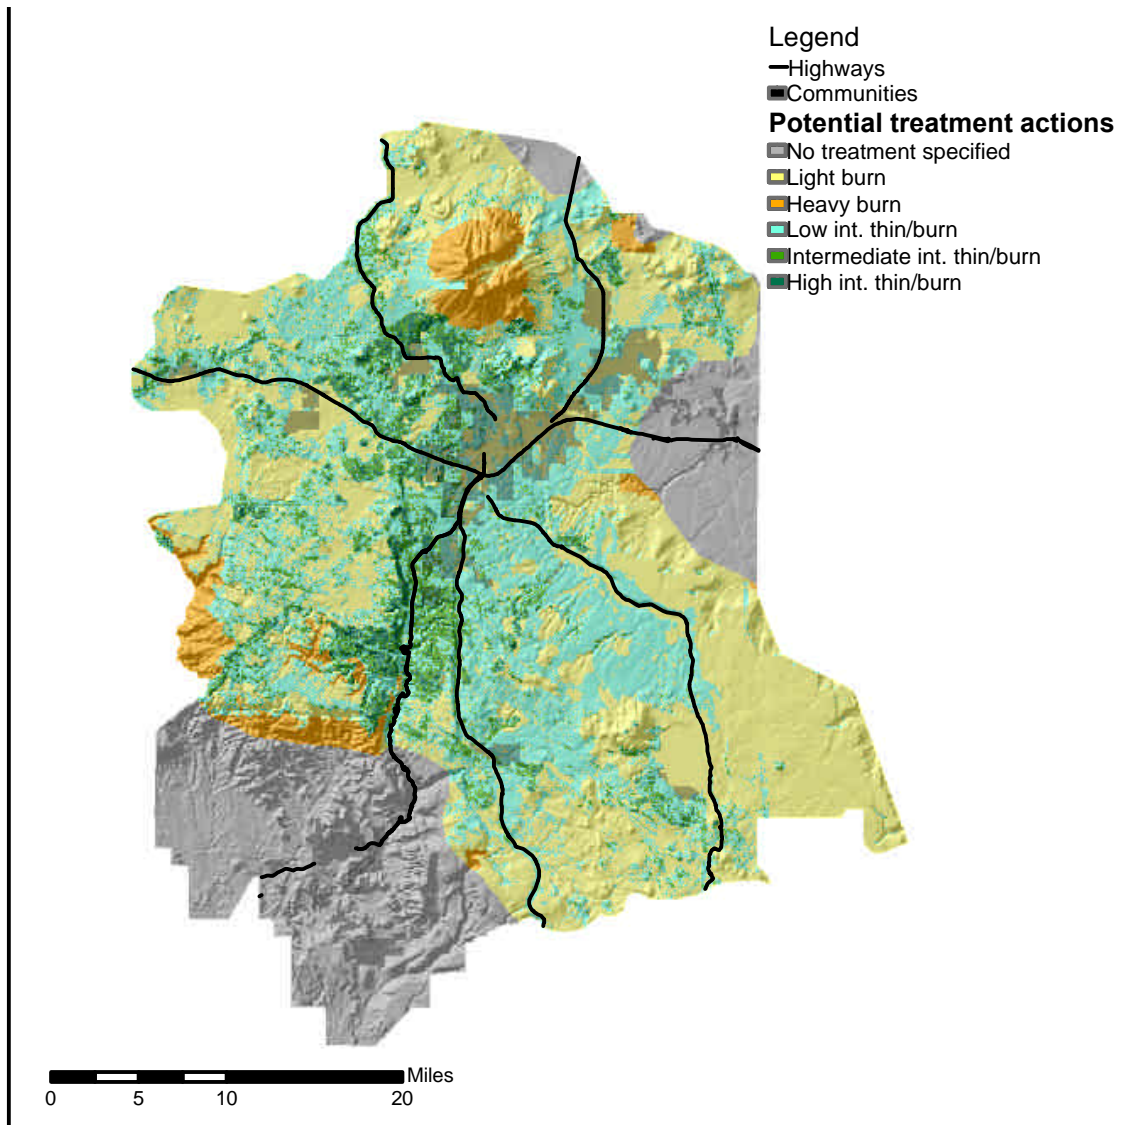 Legend
Highways
Communities
Potential treatment actions
No treatment specified
Light burn
Heavy burn
Low int. thin/burn
Intermediate int. thin/burn
High int. thin/burn
Miles
0 5 10 20